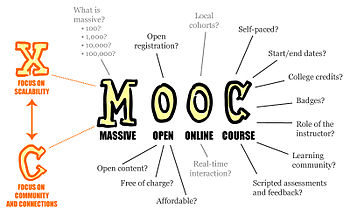 What is
massive?
• 100?
• 1,000?
• 10,000?
• 100,000?
Local
cohorts?
Open
registration?
Self-paced?
Start/end dates?
College credits?
Badges?
Role of the
instructor?
Learning
community?
Scripted assessments
and feedback?
X
FOCUS ON
SCALABILITY
C
FOCUS ON
COMMUNITY
AND CONNECTIONS
MOOC
MASSIVE OPEN ONLINE COURSE
Open content?
Free of charge?
Affordable?
Real-time
interaction?